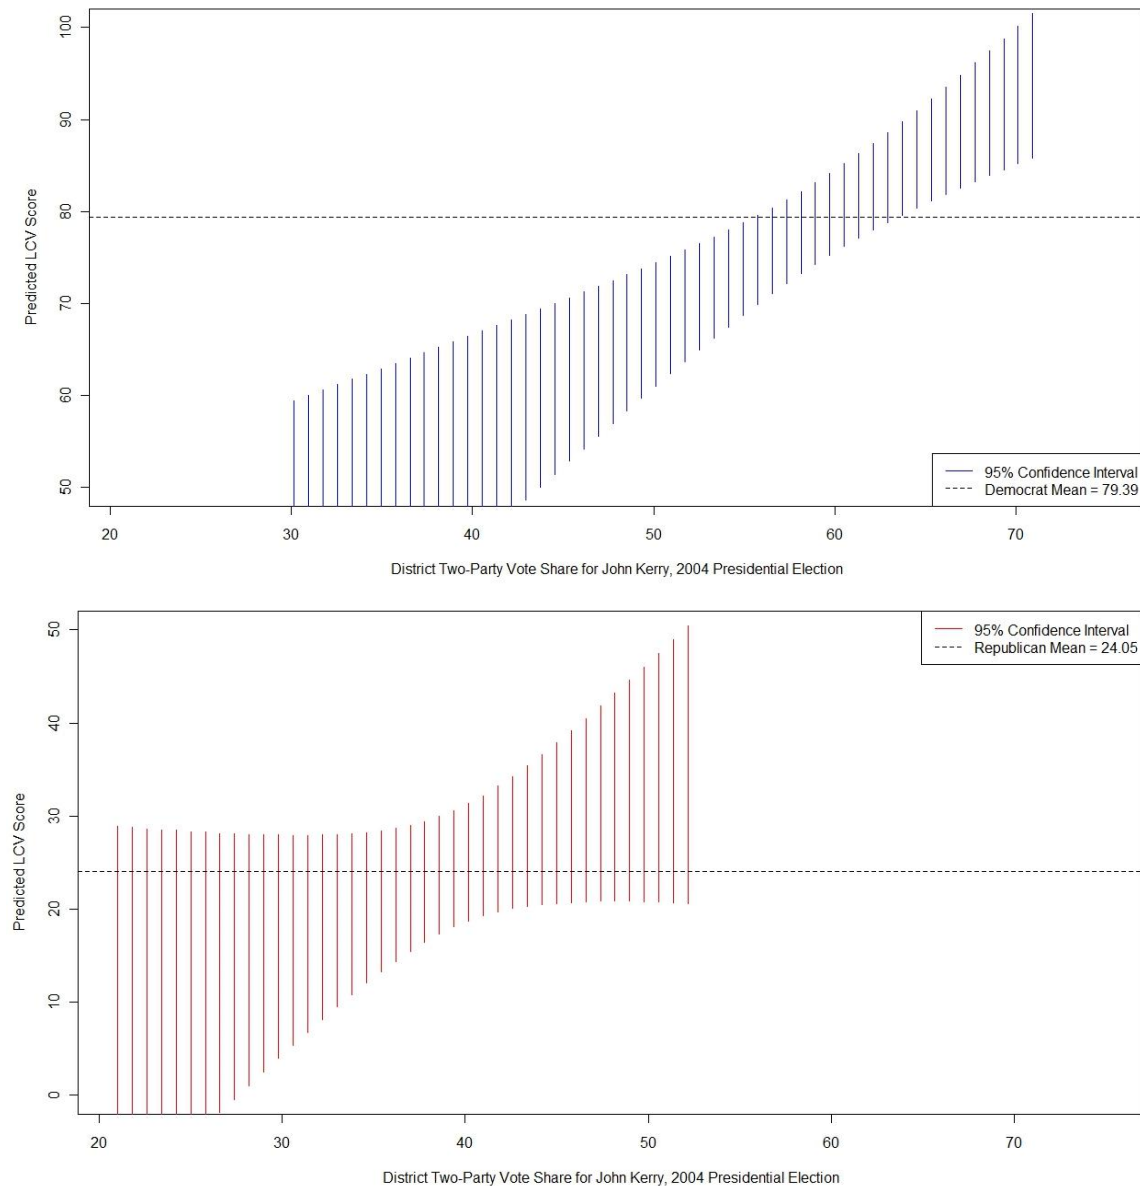 100
90
80
70
60
50
Predicted LCV Score
95% Confidence Interval
Democrat Mean = 79.39
20 30 40 50 60 70
District Two-Party Vote Share for John Kerry, 2004 Presidential Election
50
40
30
20
10
0
Predicted LCV Score
95% Confidence Interval
Republican Mean = 24.05
20 30 40 50 60 70
District Two-Party Vote Share for John Kerry, 2004 Presidential Election